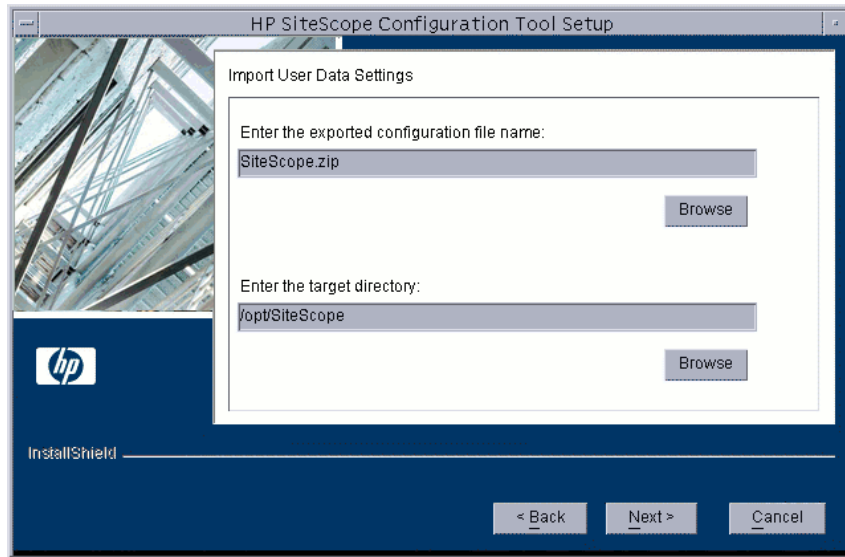 HP SiteScope Configuration Tool Setup
Import User Data Settings
Enter the exported configuration file name:
SiteScope.zip
Browse
Enter the target directory:
/opt/SiteScope
Browse
hp
InstallShield
< Back
Next >
Cancel